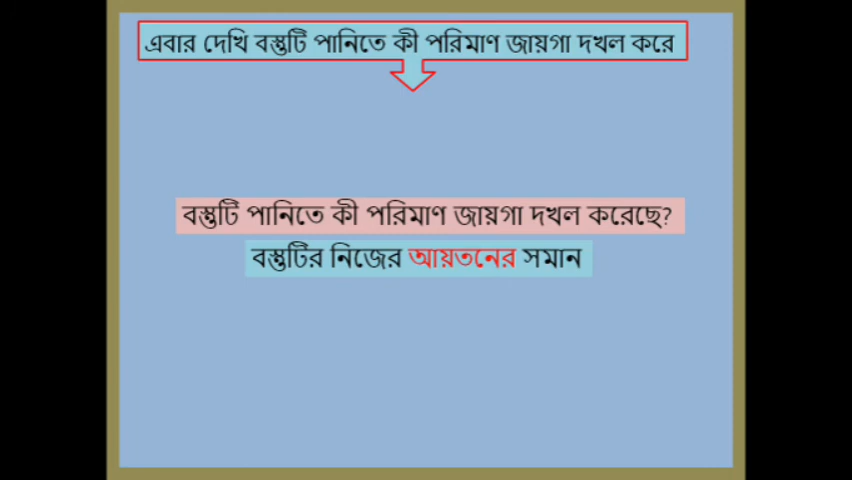 এবার দেখি বস্তুটি পানিতে কী পরিমাণ জায়গা দখল করে
বস্তুটি পানিতে কী পরিমাণ জায়গা দখল করেছে?
বস্তুটির নিজের আয়তনের সমান